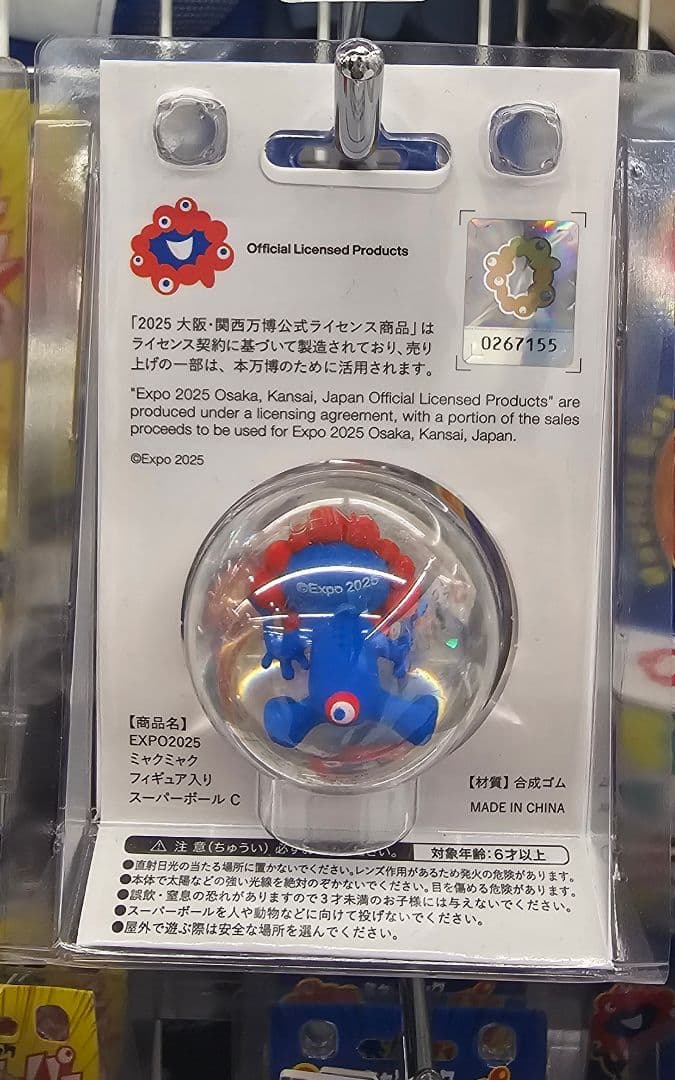 Official Licensed Products
0267155
「2025 大阪・関西万博公式ライセンス商品」は
ライセンス契約に基づいて製造されており、売り
上げの一部は、本万博のために活用されます。
"Expo 2025 Osaka, Kansai, Japan Official Licensed Products" are
produced under a licensing agreement, with a portion of the sales
proceeds to be used for Expo 2025 Osaka, Kansai, Japan.
©Expo 2025
CHINA
©Expo 2025
【商品名】
EXPO2025
ミャクミャク
フィギュア入り
スーパーボール C
【材質】合成ゴム
MADE IN CHINA
⚠ 注 意(ちゅうい) 必ず ください。
対象年齢:6才以上
●直射日光の当たる場所に置かないでください。レンズ作用があるため発火の危険があります。
●本体で太陽などの強い光線を絶対のぞかないでください。目を傷める危険があります。
●誤飲・窒息の恐れがありますので3才未満のお子様には与えないでください。
●スーパーボールを人や動物などに向けて投げないでください。
●屋外で遊ぶ際は安全な場所を選んでください。